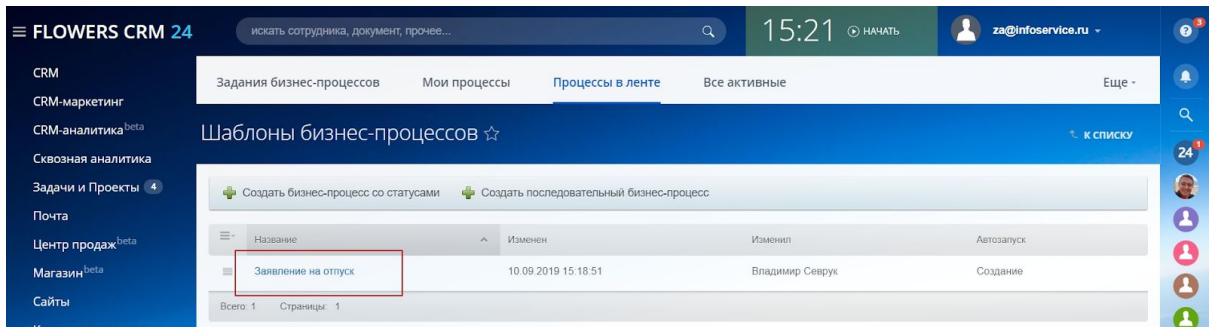 FLOWERS CRM 24
искать сотрудника, документ, прочее...
15:21
НАЧАТЬ
za@infoservice.ru
3
CRM
CRM-маркетинг
CRM-аналитика beta
Сквозная аналитика
Задачи и Проекты 4
Почта
Центр продаж beta
Магазин beta
Сайты
Задания бизнес-процессов
Мои процессы
Процессы в ленте
Все активные
Еще
Шаблоны бизнес-процессов
К СПИСКУ
24
1
Создать бизнес-процесс со статусами
Создать последовательный бизнес-процесс
Название
Изменен
Изменил
Автозапуск
Заявление на отпуск
10.09.2019 15:18:51
Владимир Севрук
Создание
Всего: 1
Страницы: 1